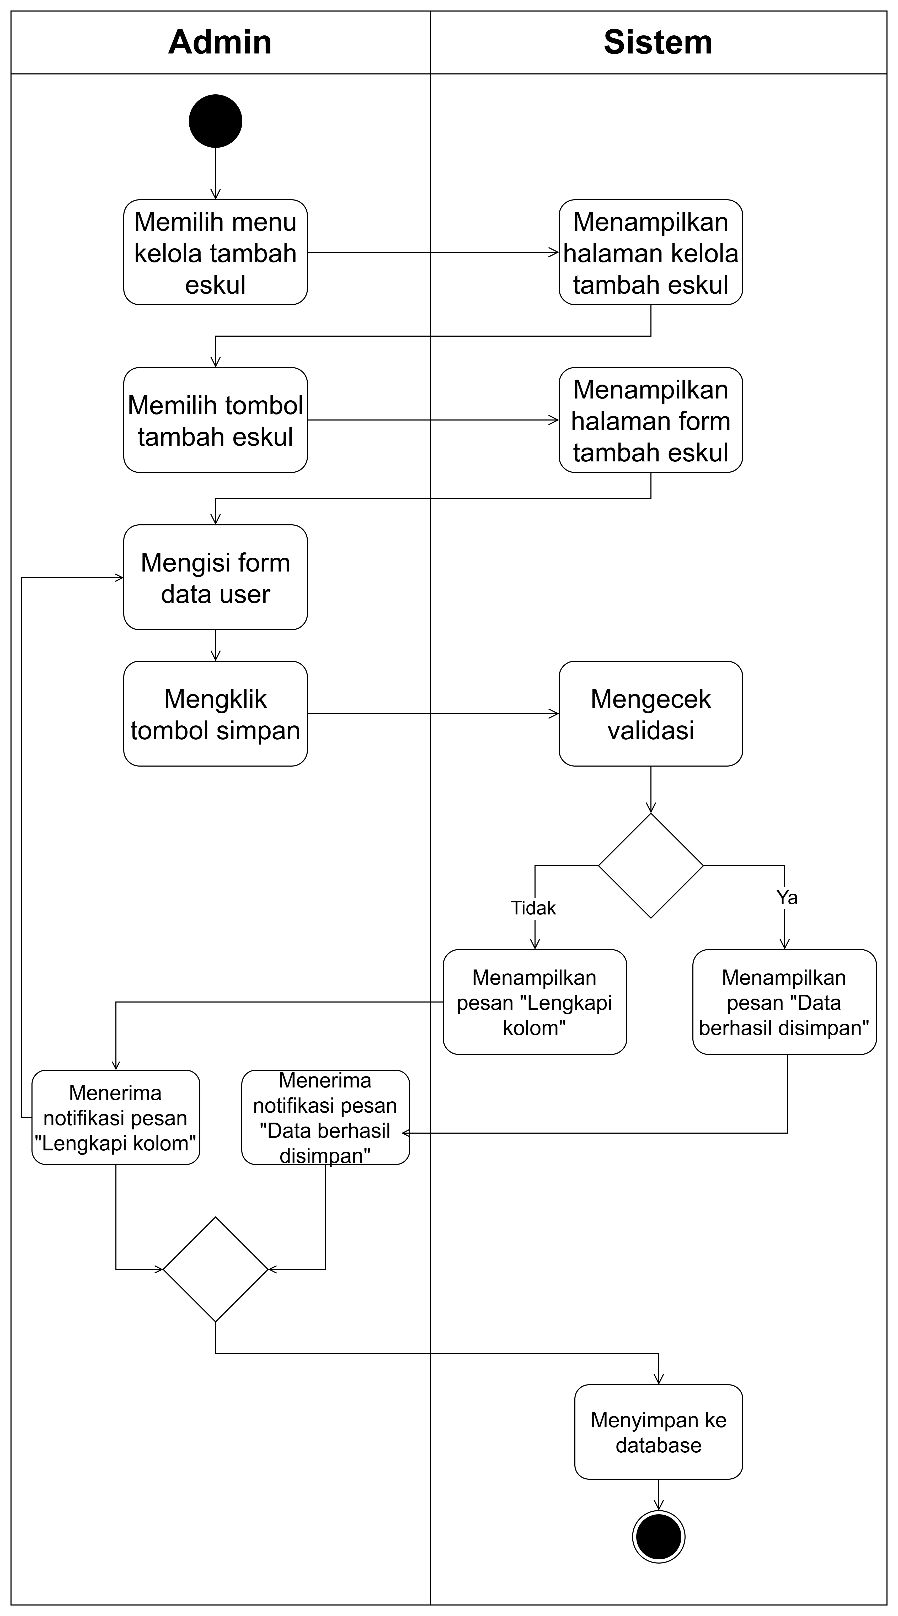 Admin
Sistem
Memilih menu
kelola tambah
eskul
Menampilkan
halaman kelola
tambah eskul
Memilih tombol
tambah eskul
Menampilkan
halaman form
tambah eskul
Mengisi form
data user
Mengklik
tombol simpan
Mengecek
validasi
Tidak
Ya
Menampilkan
pesan "Lengkapi
kolom"
Menampilkan
pesan "Data
berhasil disimpan"
Menerima
notifikasi pesan
"Lengkapi kolom"
Menerima
notifikasi pesan
"Data berhasil
disimpan"
Menyimpan ke
database